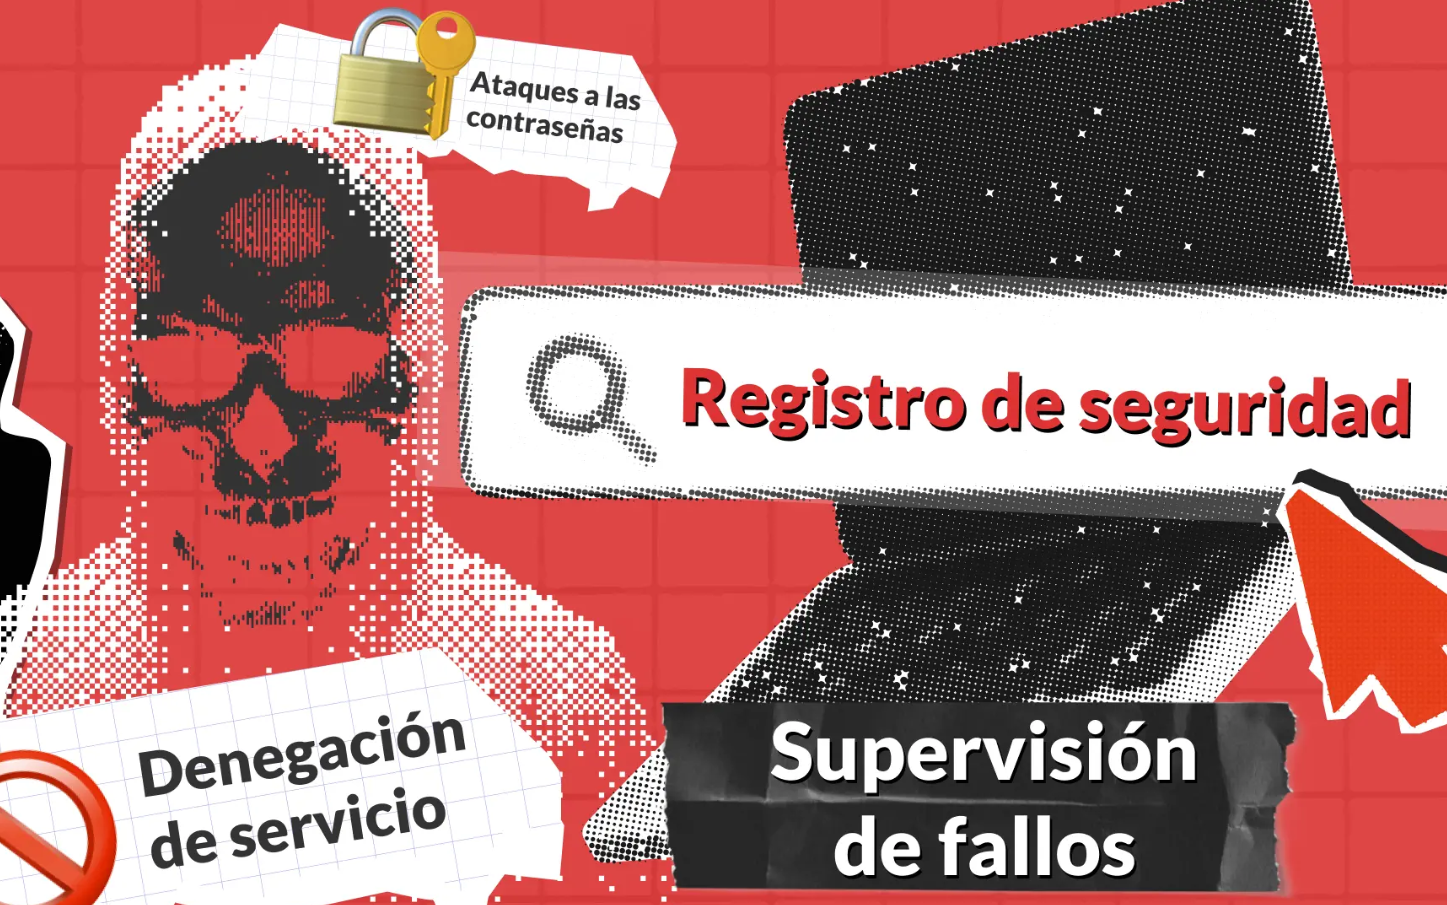 Ataques a las
contraseñas
Registro de seguridad
Denegación
de servicio
Supervisión
de fallos